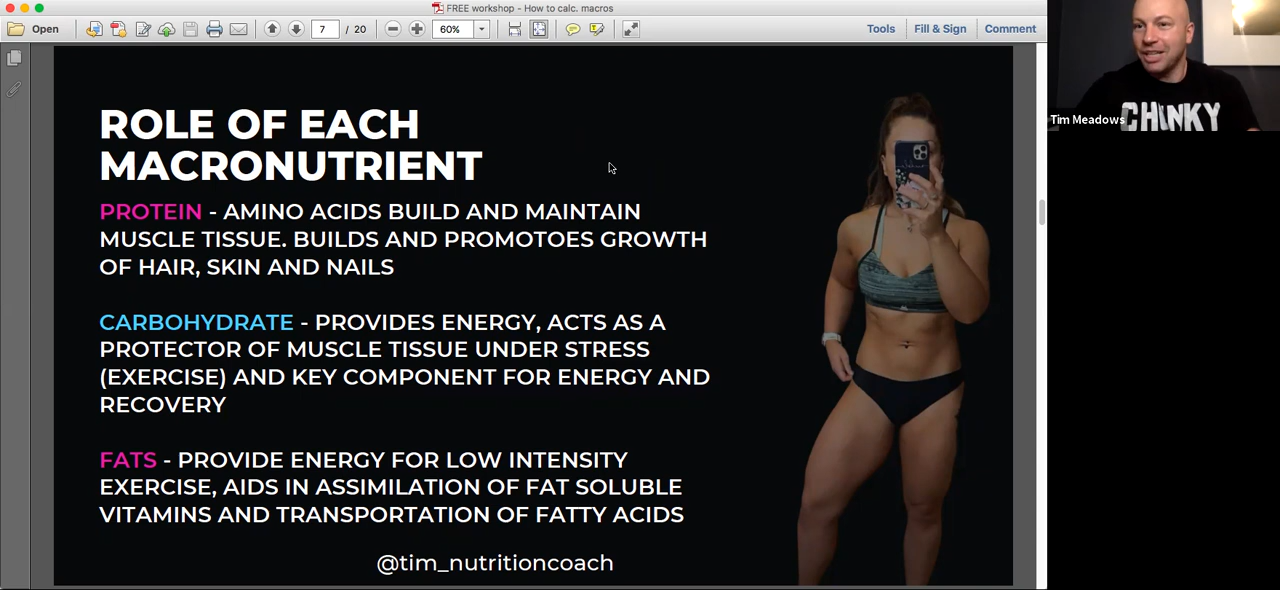 FREE workshop - How to calc. macros
Open
7 / 20
60%
Tools
Fill & Sign
Comment
ROLE OF EACH
MACRONUTRIENT
PROTEIN - AMINO ACIDS BUILD AND MAINTAIN
MUSCLE TISSUE. BUILDS AND PROMOTOES GROWTH
OF HAIR, SKIN AND NAILS
CARBOHYDRATE - PROVIDES ENERGY, ACTS AS A
PROTECTOR OF MUSCLE TISSUE UNDER STRESS
(EXERCISE) AND KEY COMPONENT FOR ENERGY AND
RECOVERY
FATS - PROVIDE ENERGY FOR LOW INTENSITY
EXERCISE, AIDS IN ASSIMILATION OF FAT SOLUBLE
VITAMINS AND TRANSPORTATION OF FATTY ACIDS
@tim_nutritioncoach
CHUNKY
Tim Meadows